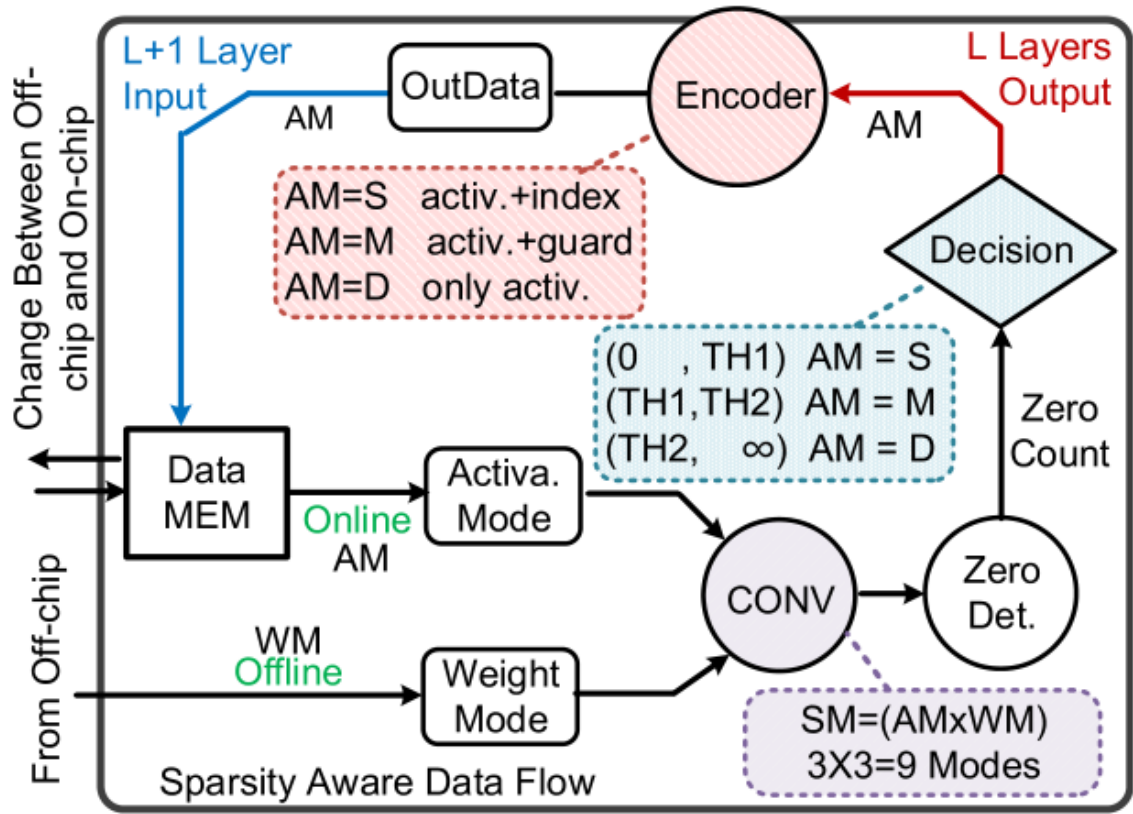 L+1 Layer
Input
AM
OutData
Encoder
L Layers
Output
AM
AM=S activ.+index
AM=M activ.+guard
AM=D only activ.
Decision
(0 , TH1) AM = S
(TH1,TH2) AM = M
(TH2, ∞) AM = D
Zero
Count
Change Between Off-
chip and On-chip
Data
MEM
Online
AM
Activa.
Mode
CONV
Zero
Det.
From Off-chip
WM
Offline
Weight
Mode
SM=(AMxWM)
3X3=9 Modes
Sparsity Aware Data Flow